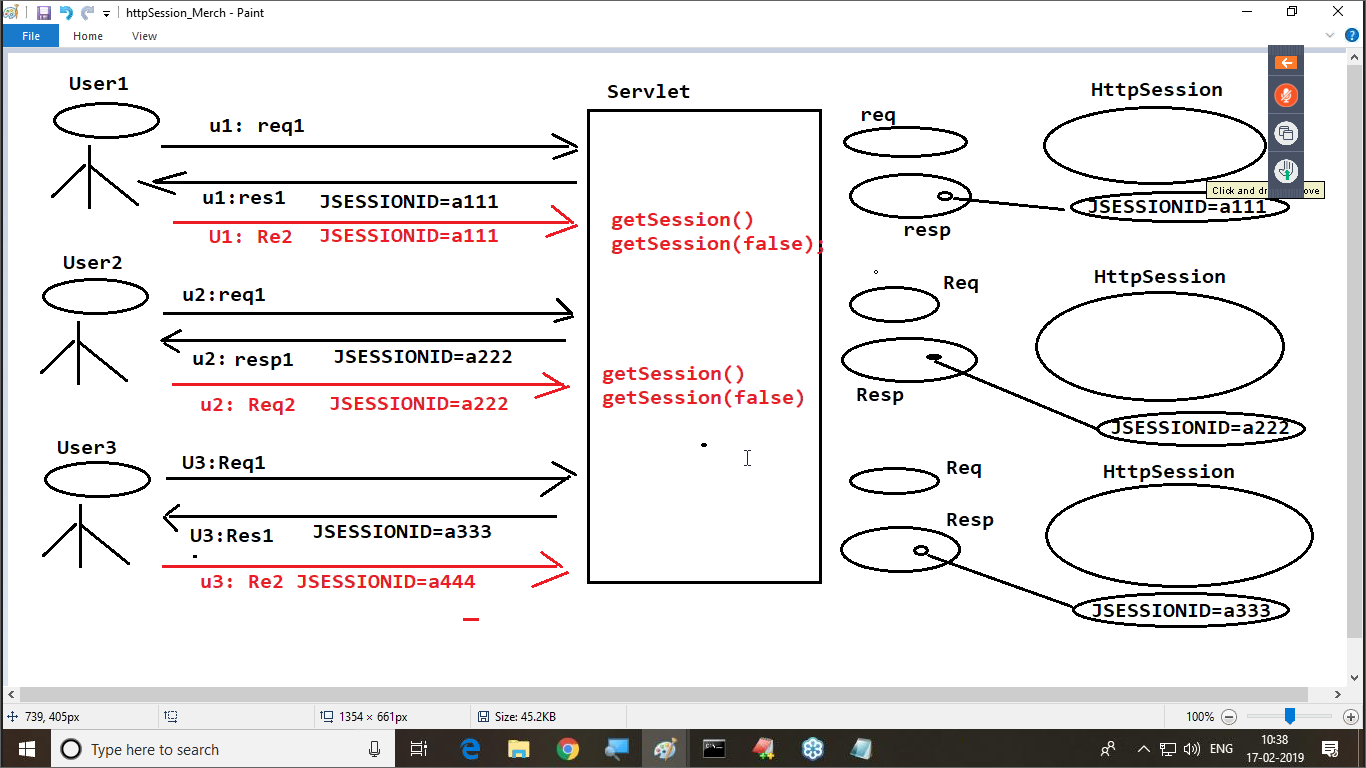 httpSession_Merch - Paint
File Home View
User1
Servlet
HttpSession
u1: req1
req
u1:res1 JSESSIONID=a111
Click and dr ove
JSESSIONID=a111
U1: Re2 JSESSIONID=a111
getSession()
getSession(false);
resp
User2
HttpSession
u2:req1
Req
u2: resp1 JSESSIONID=a222
getSession()
getSession(false)
Resp
u2: Req2 JSESSIONID=a222
JSESSIONID=a222
User3
U3:Req1
Req
HttpSession
U3:Res1 JSESSIONID=a333
Resp
u3: Re2 JSESSIONID=a444
JSESSIONID=a333
739, 405px
1354 × 661px
Size: 45.2KB
100%
Type here to search
ENG
10:38
17-02-2019